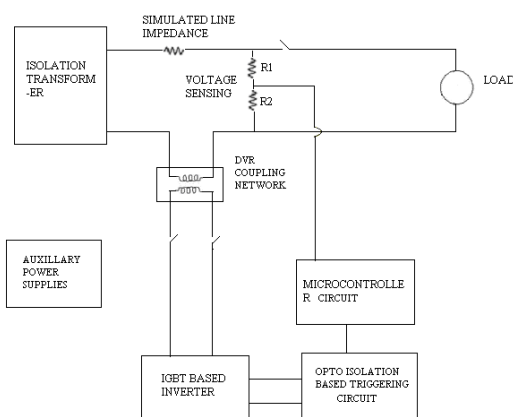 SIMULATED LINE
IMPEDANCE
ISOLATION
TRANSFORM
-ER
R1
VOLTAGE
SENSING
R2
LOAD
DVR
COUPLING
NETWORK
AUXILLARY
POWER
SUPPLIES
MICROCONTROLLE
R CIRCUIT
IGBT BASED
INVERTER
OPTO ISOLATION
BASED TRIGGERING
CIRCUIT